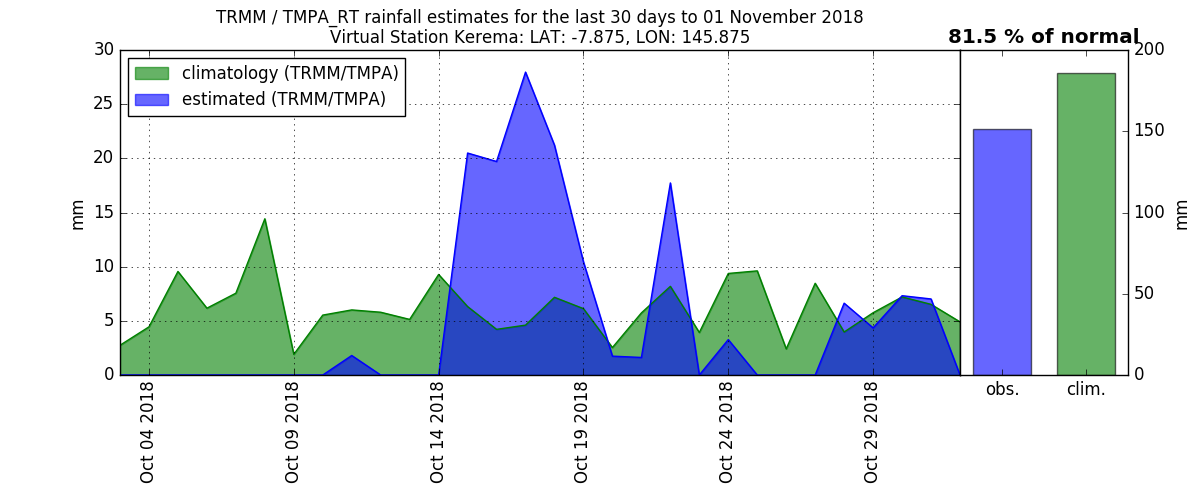 TRMM / TMPA_RT rainfall estimates for the last 30 days to 01 November 2018
Virtual Station Kerema: LAT: -7.875, LON: 145.875
81.5 % of normal
climatology (TRMM/TMPA)
estimated (TRMM/TMPA)
30
25
20
15
10
5
0
mm
Oct 04 2018
Oct 09 2018
Oct 14 2018
Oct 19 2018
Oct 24 2018
Oct 29 2018
200
150
100
50
0
mm
obs.
clim.